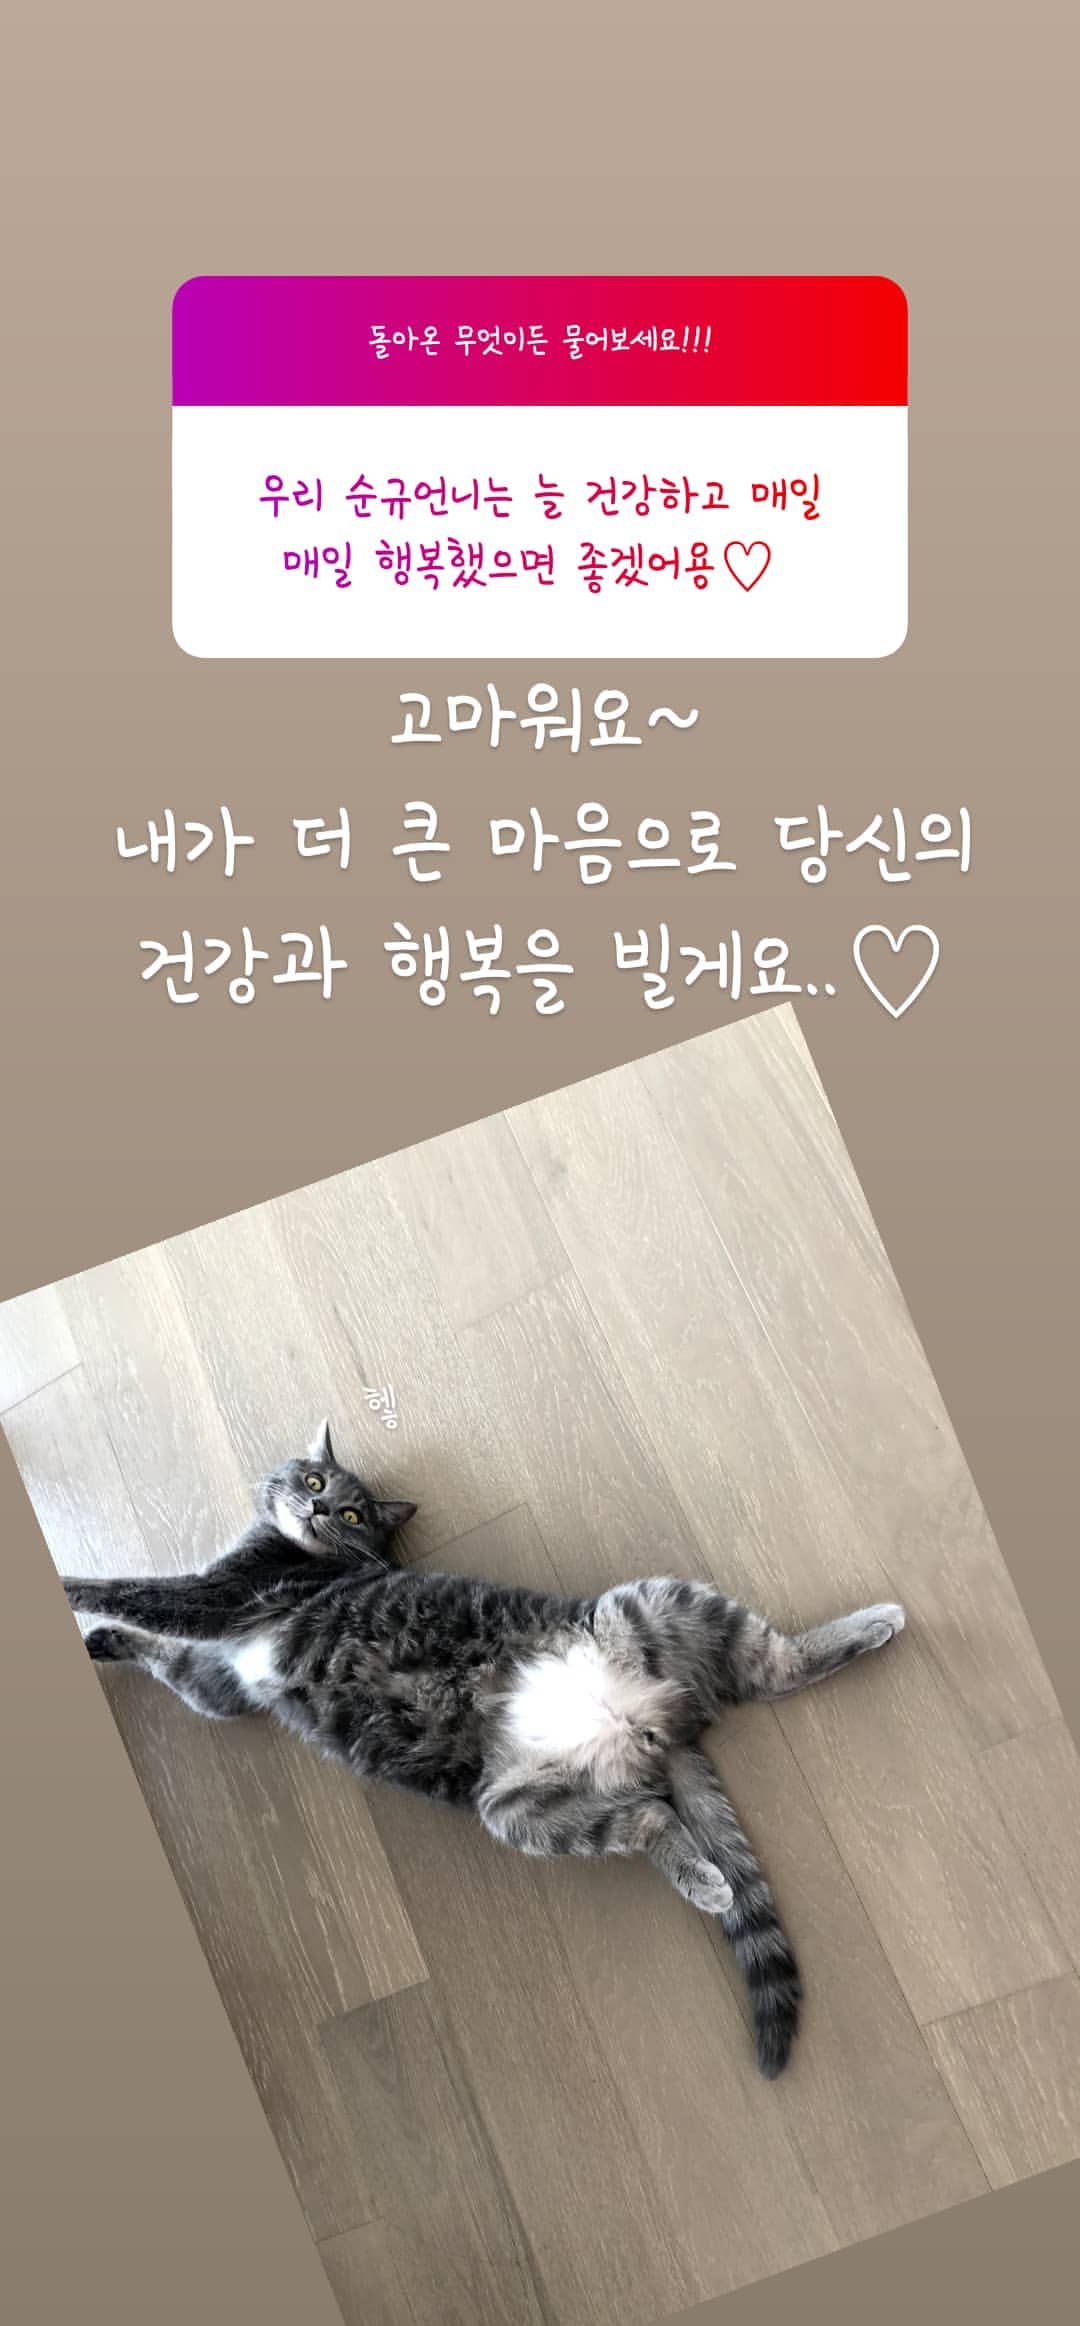 돌아온 무엇이든 물어보세요!!!
우리 순규언니는 늘 건강하고 매일
매일 행복했으면 좋겠어용♡
고마워요~
내가 더 큰 마음으로 당신의
건강과 행복을 빌게요..♡
헹